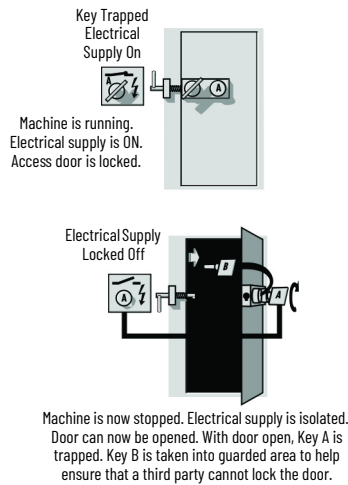 Key Trapped
Electrical
Supply On
A
A
Machine is running.
Electrical supply is ON.
Access door is locked.
Electrical Supply
Locked Off
B
A
A
Machine is now stopped. Electrical supply is isolated.
Door can now be opened. With door open, Key A is
trapped. Key B is taken into guarded area to help
ensure that a third party cannot lock the door.